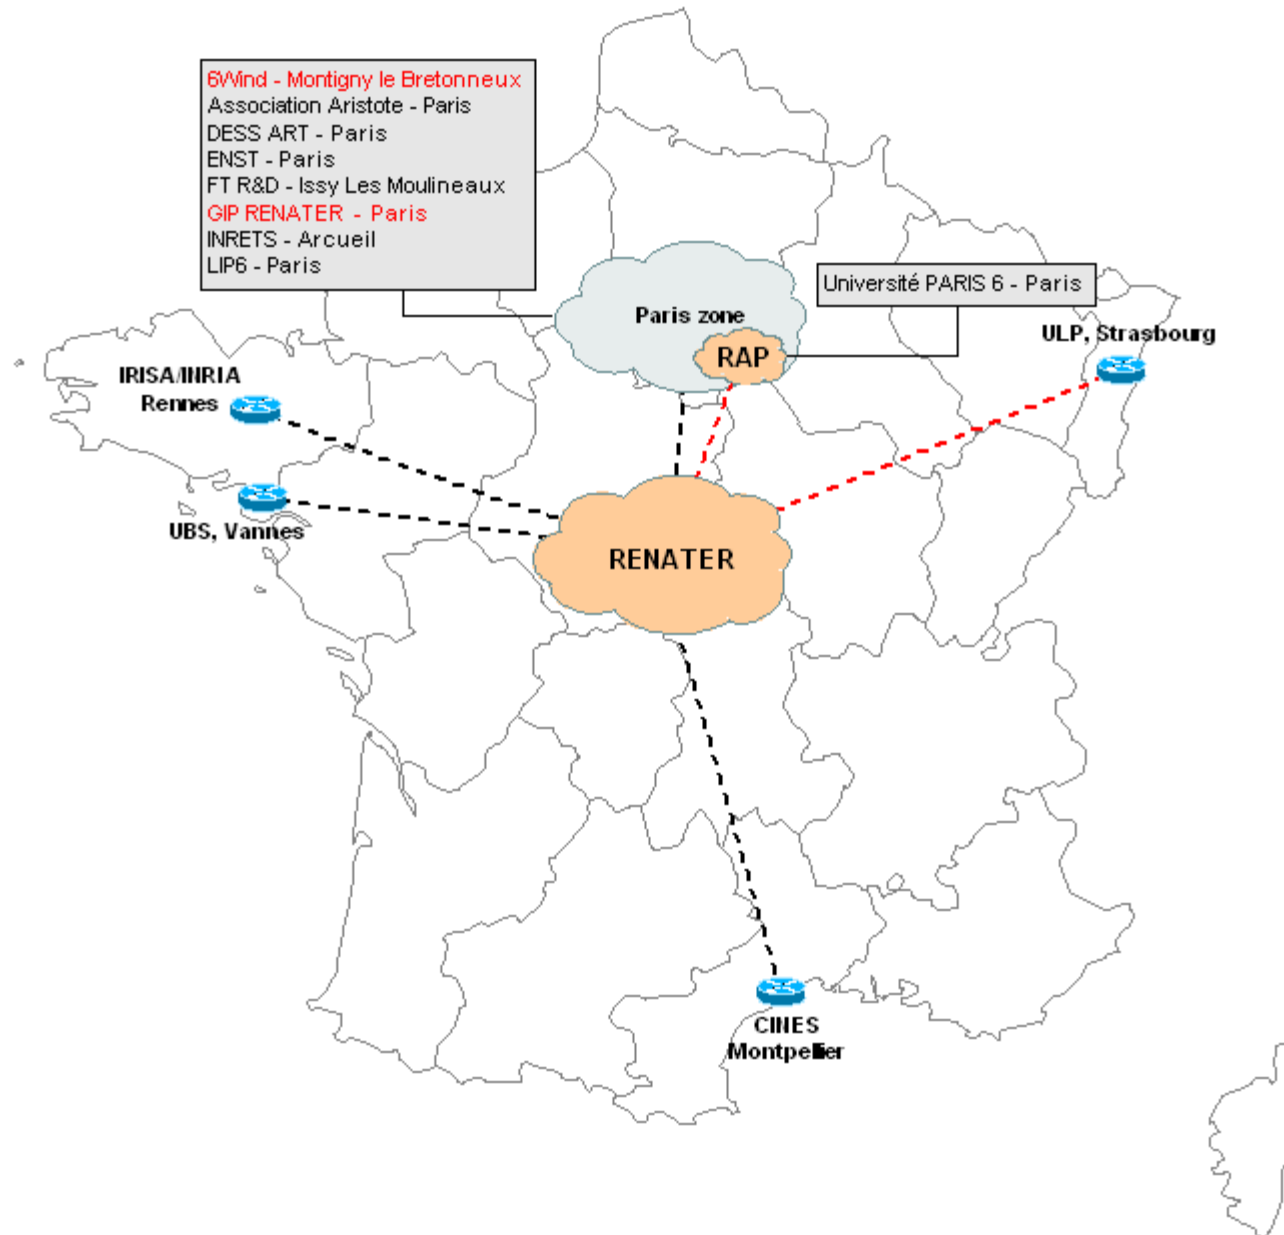 6Wind - Montigny le Bretonneux
Association Aristote - Paris
DESS ART - Paris
ENST - Paris
FT R&D - Issy Les Moulineaux
GIP RENATER - Paris
INRETS - Arcueil
LIP6 - Paris
Université PARIS 6 - Paris
Paris zone
RAP
ULP, Strasbourg
IRISA/INRIA
Rennes
UBS, Vannes
RENATER
CINES
Montpellier